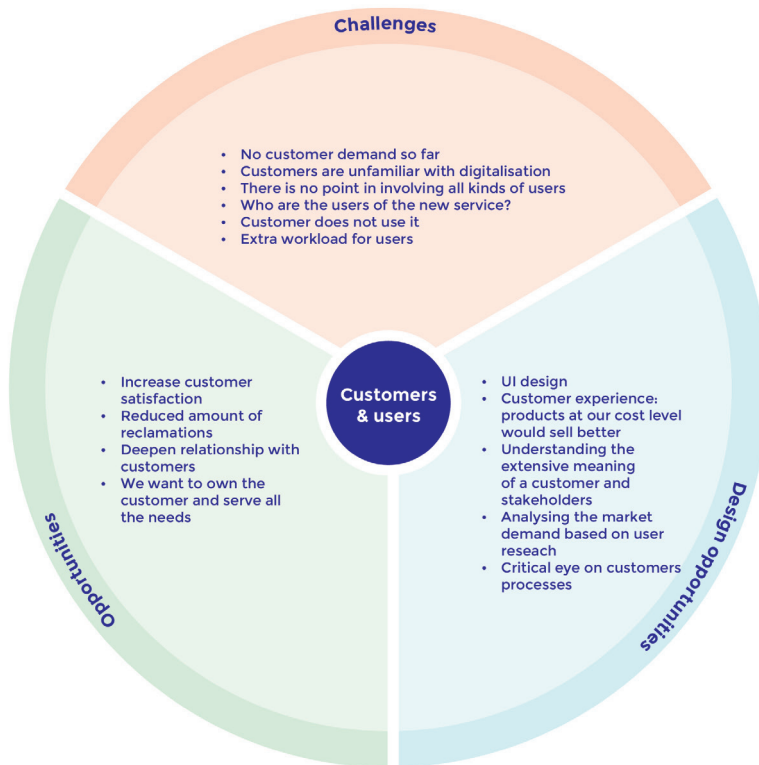 Challenges
• No customer demand so far
• Customers are unfamiliar with digitalisation
• There is no point in involving all kinds of users
• Who are the users of the new service?
• Customer does not use it
• Extra workload for users
Customers
& users
• Increase customer
satisfaction
• Reduced amount of
reclamations
• Deepen relationship with
customers
• We want to own the
customer and serve all
the needs
Opportunities
• UI design
• Customer experience:
products at our cost level
would sell better
• Understanding the
extensive meaning
of a customer and
stakeholders
• Analysing the market
demand based on user
reseach
• Critical eye on customers
processes
Design opportunities